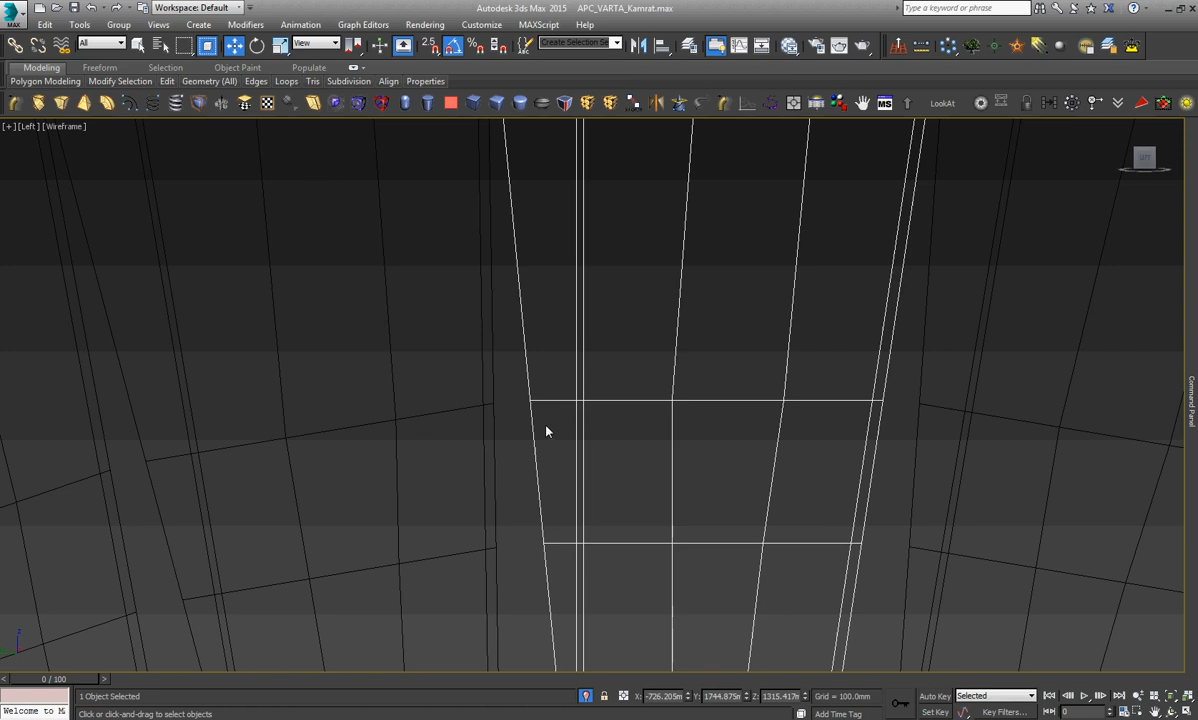 Workspace: Default
Autodesk 3ds Max 2015 APC_VARTA_Kamrat.max
Type a keyword or phrase
MAX
Edit Tools Group Views Create Modifiers Animation Graph Editors Rendering Customize MAXScript Help
All
View
2.5
Create Selection Se
Modeling Freeform Selection Object Paint Populate
Polygon Modeling Modify Selection Edit Geometry (All) Edges Loops Tris Subdivision Align Properties
MS
LookAt
[+] [Left] [Wireframe]
Command Panel
z
0 / 100
1 Object Selected
X: -726.205m Y: 1744.875m Z: 1315.417m Grid = 100.0mm
Auto Key Selected
Welcome to M
Click or click-and-drag to select objects
Add Time Tag
Set Key Key Filters... 0